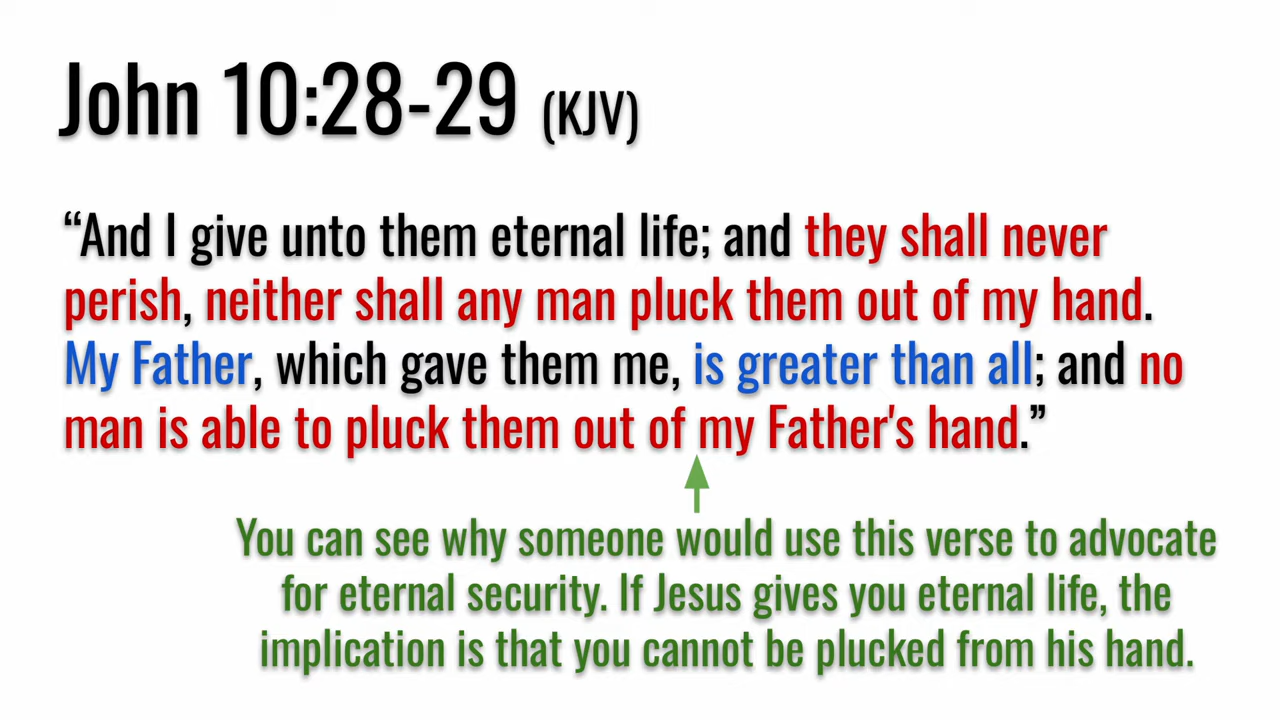 John 10:28-29 (KJV)
“And I give unto them eternal life; and they shall never
perish, neither shall any man pluck them out of my hand.
My Father, which gave them me, is greater than all; and no
man is able to pluck them out of my Father's hand.”
You can see why someone would use this verse to advocate
for eternal security. If Jesus gives you eternal life, the
implication is that you cannot be plucked from his hand.